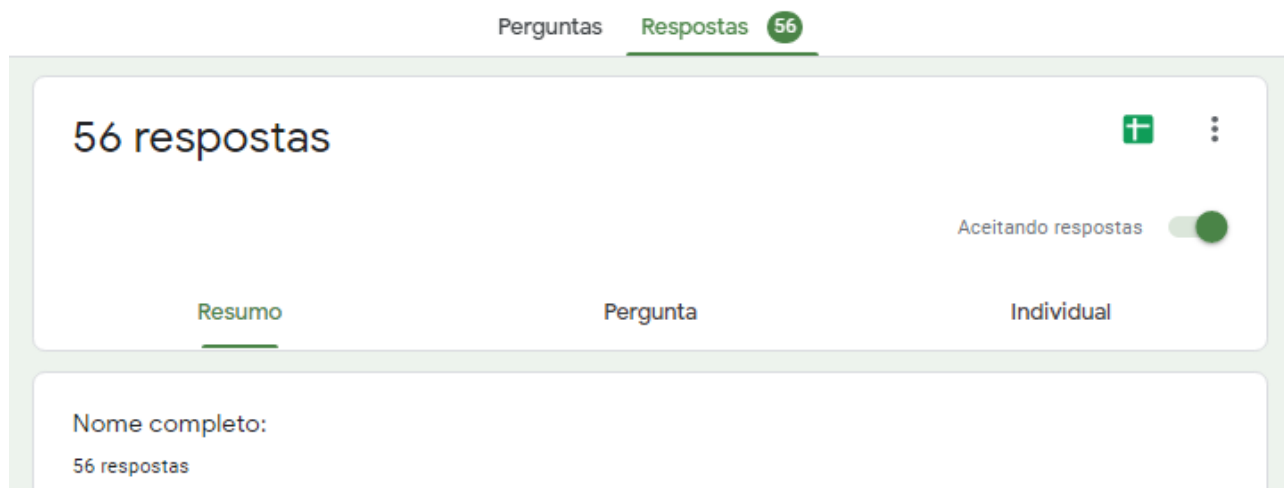 Perguntas Respostas 56
56 respostas
Aceitando respostas
Resumo Pergunta Individual
Nome completo:
56 respostas